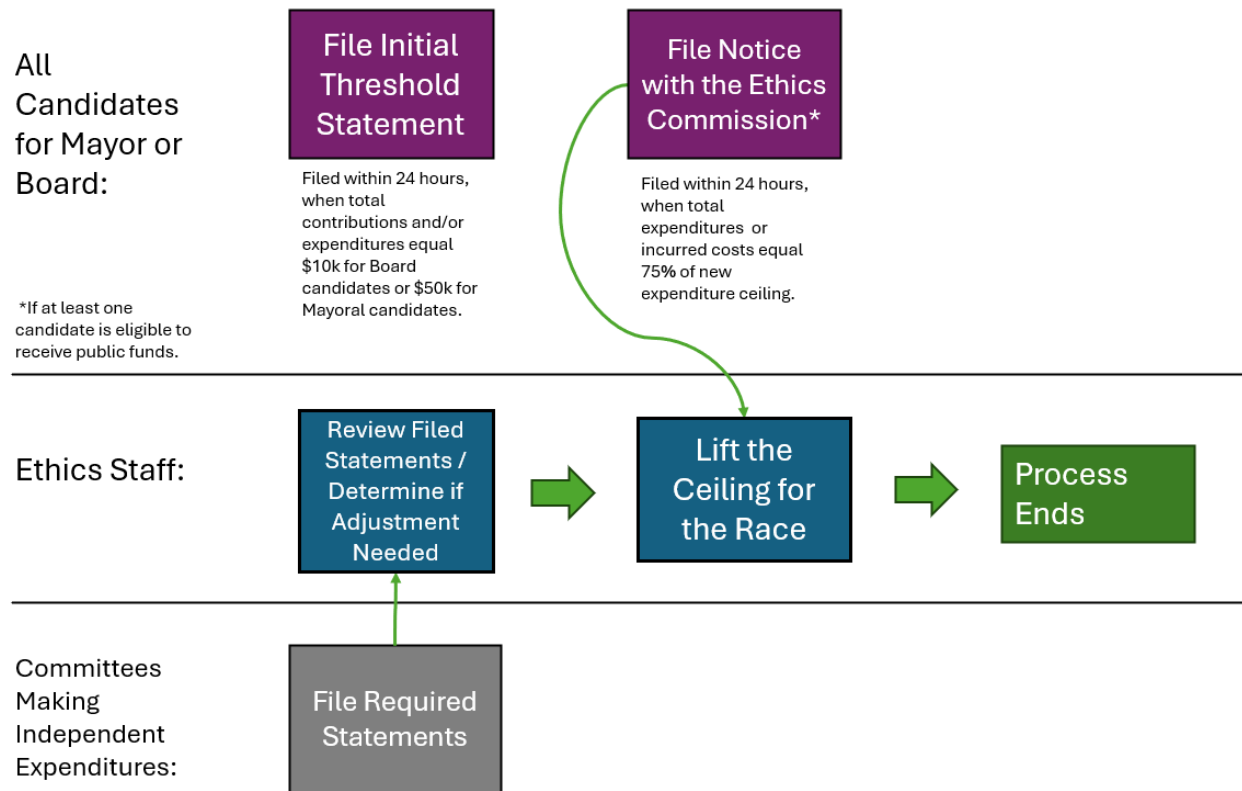 All
Candidates
for Mayor or
Board:
File Initial
Threshold
Statement
Filed within 24 hours,
when total
contributions and/or
expenditures equal
$10k for Board
candidates or $50k for
Mayoral candidates.
File Notice
with the Ethics
Commission*
Filed within 24 hours,
when total
expenditures or
incurred costs equal
75% of new
expenditure ceiling.
*If at least one
candidate is eligible to
receive public funds.
Ethics Staff:
Review Filed
Statements /
Determine if
Adjustment
Needed
Lift the
Ceiling for
the Race
Process
Ends
Committees
Making
Independent
Expenditures:
File Required
Statements